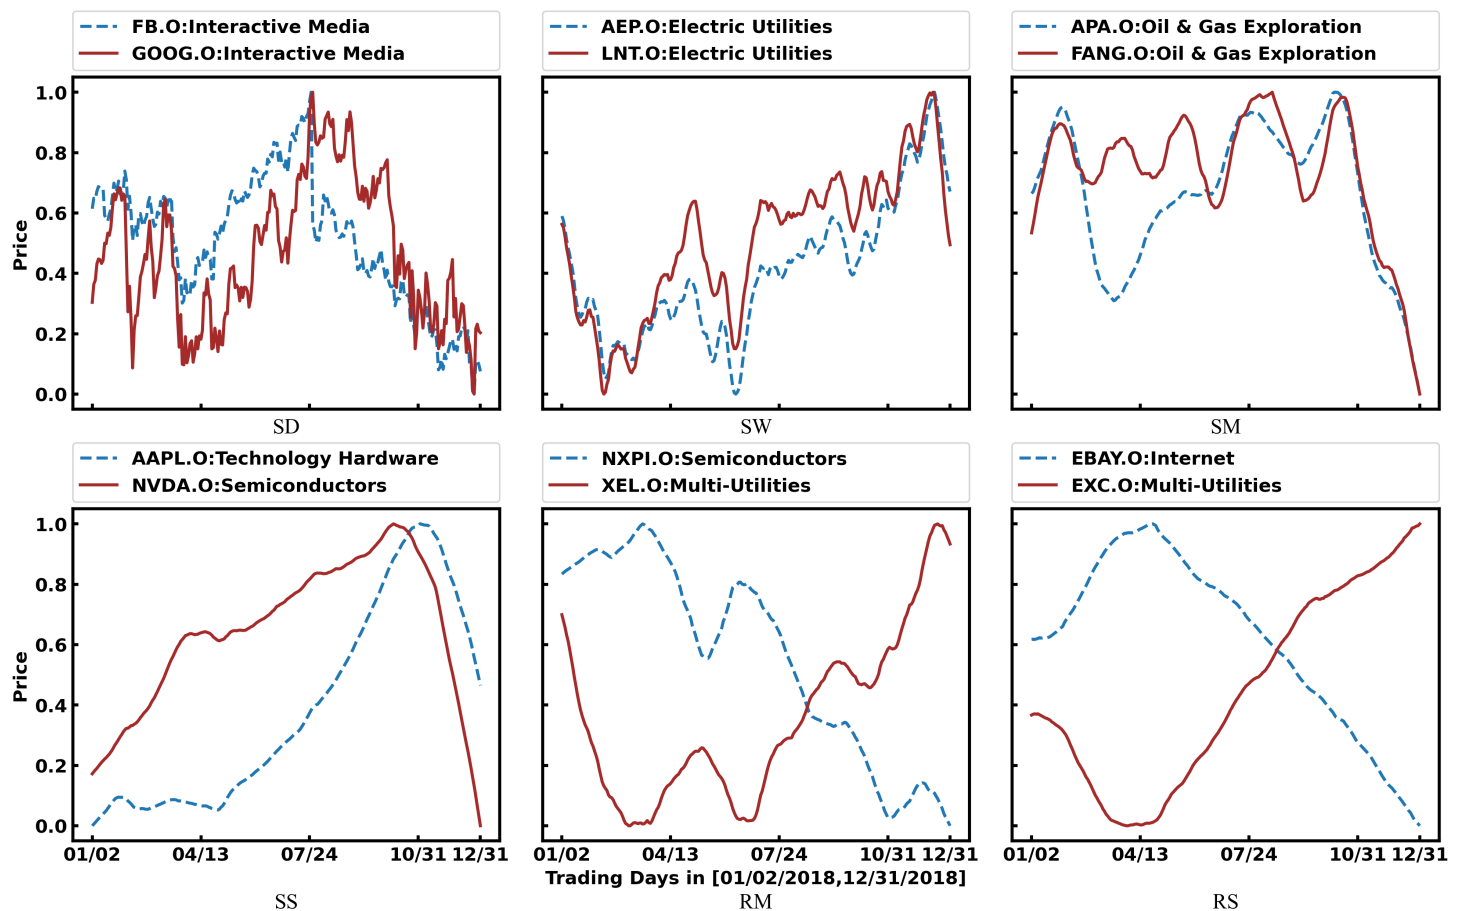 FB.O:Interactive Media
GOOG.O:Interactive Media
AEP.O:Electric Utilities
LNT.O:Electric Utilities
APA.O:Oil & Gas Exploration
FANG.O:Oil & Gas Exploration
Price
1.0
0.8
0.6
0.4
0.2
0.0
SD
SW
SM
AAPL.O:Technology Hardware
NVDA.O:Semiconductors
NXPI.O:Semiconductors
XEL.O:Multi-Utilities
EBAY.O:Internet
EXC.O:Multi-Utilities
Price
1.0
0.8
0.6
0.4
0.2
0.0
01/02 04/13 07/24 10/31 12/31
01/02 04/13 07/24 10/31 12/31
01/02 04/13 07/24 10/31 12/31
Trading Days in [01/02/2018,12/31/2018]
SS
RM
RS